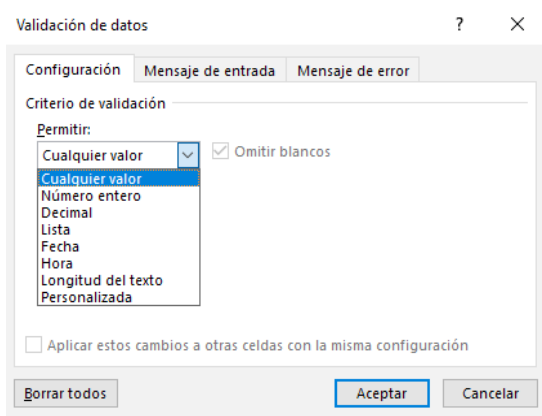 Validación de datos ?
Configuración Mensaje de entrada Mensaje de error
Criterio de validación
Permitir:
Cualquier valor Omitir blancos
Cualquier valor
Número entero
Decimal
Lista
Fecha
Hora
Longitud del texto
Personalizada
Aplicar estos cambios a otras celdas con la misma configuración
Borrar todos Aceptar Cancelar